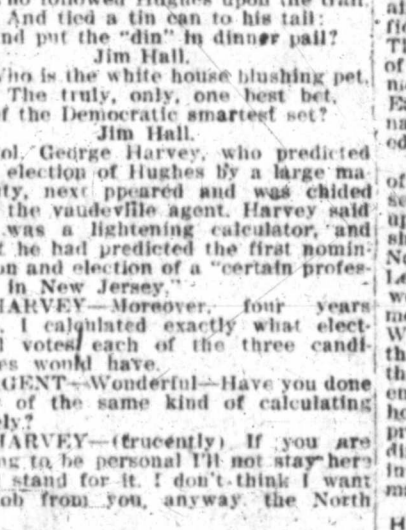 followed Hughes upon the trail.
And tied a tin can to his tail:
nd put the "din" in dinner pail?
Jim Hall.
Who is the white house blushing pet,
The truly, only, one best bet,
f the Democratic smartest set?
Jim Hall.
ol. George Harvey, who predicted
election of Hughes by a large ma-
ity, next ppeared and was chided
the vaudeville agent. Harvey said
was a lightening calculator, and
t he had predicted the first nomin-
on and election of a "certain profes-
in New Jersey."
HARVEY—Moreover, four years
. I calculated exactly what elect-
l votes each of the three candi-
es would have.
GENT—Wonderful—Have you done
of the same kind of calculating
ely?
HARVEY—(trucently) If you are
ng to be personal I'll not stay here
stand for it. I don't think I want
ob from you, anyway, the North